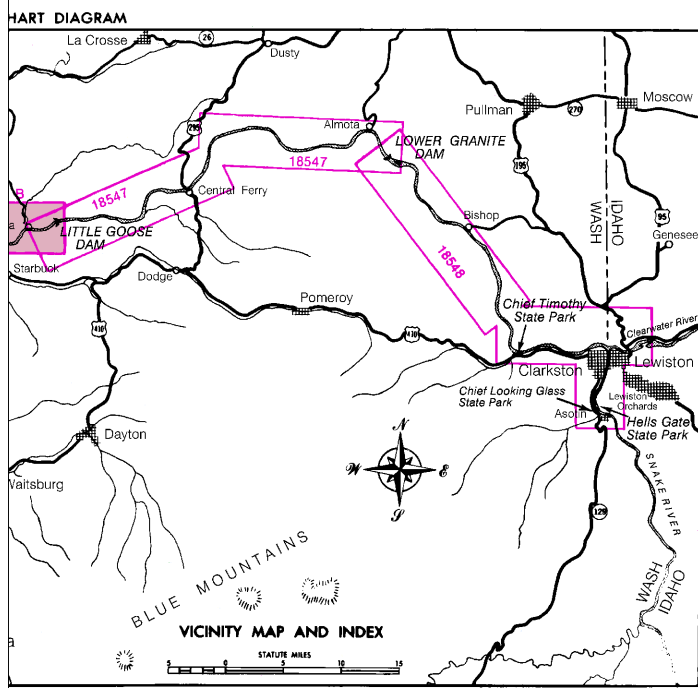 HART DIAGRAM
La Crosse
26
Dusty
Moscow
Pullman
270
295
Almota
LOWER GRANITE
DAM
18547
195
B
18547
Central Ferry
IDAHO
WASH
95
a
LITTLE GOOSE
DAM
Bishop
Genesee
18548
Starbuck
Dodge
Pomeroy
Chief Timothy
State Park
410
410
Clearwater River
Clarkston
Lewiston
Chief Looking Glass
State Park
Lewiston
Orchards
Asotin
Hells Gate
State Park
Dayton
N
W
E
S
SNAKE RIVER
Waitsburg
129
BLUE MOUNTAINS
WASH
IDAHO
VICINITY MAP AND INDEX
a
STATUTE MILES
5 0 5 10 15